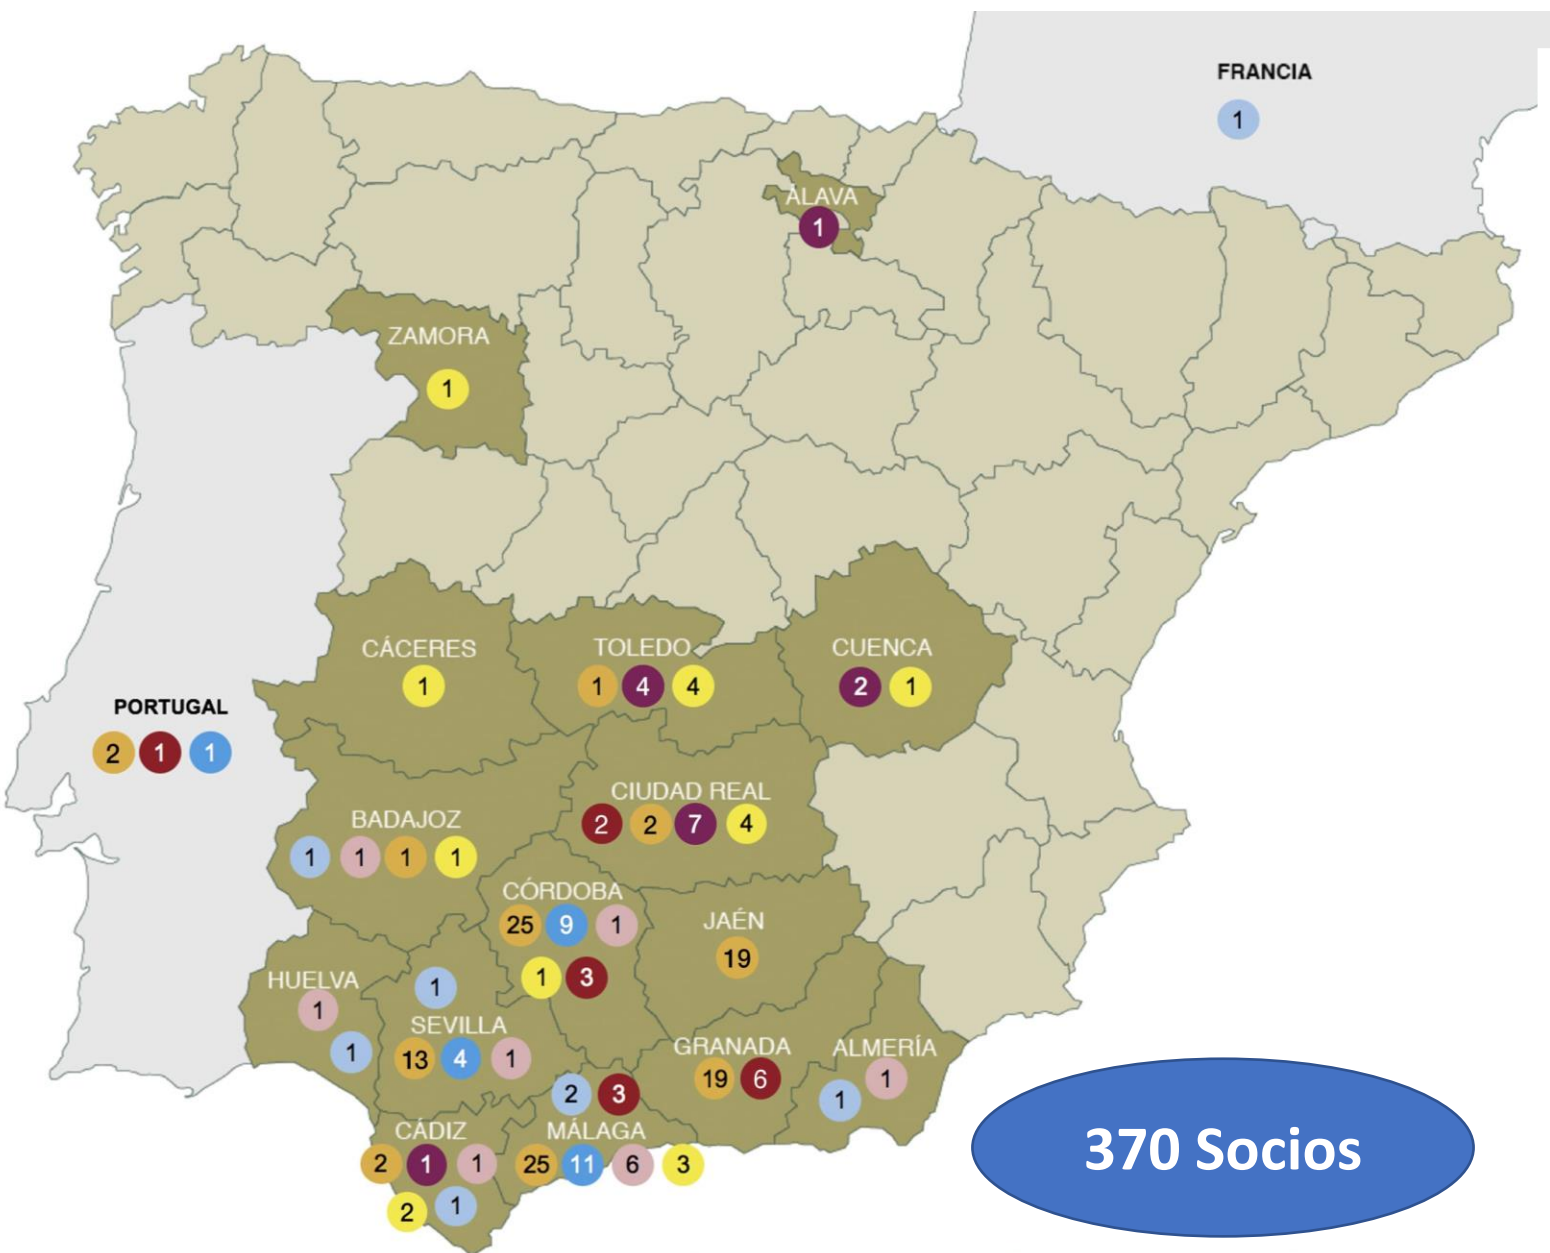 FRANCIA
1
ÁLAVA
1
ZAMORA
1
CÁCERES
1
TOLEDO
1 4 4
CUENCA
2 1
PORTUGAL
2 1 1
CIUDAD REAL
2 2 7 4
BADAJOZ
1 1 1 1
CÓRDOBA
25 9 1
1 3
JAÉN
19
HUELVA
1
1
1
SEVILLA
13 4 1
GRANADA
19 6
ALMERÍA
1
1
2 3
MÁLAGA
25 11 6 3
CÁDIZ
2 1 1
2 1
370 Socios